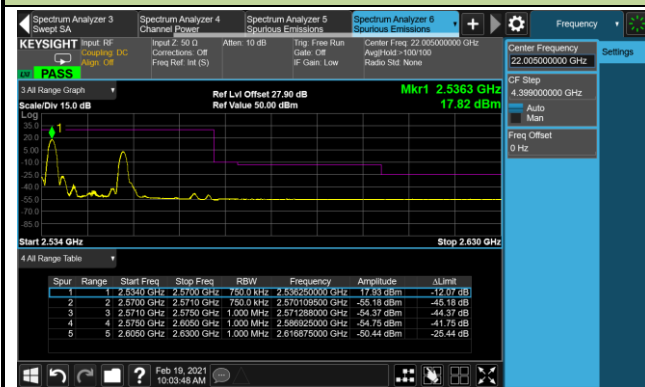 Spectrum Analyzer 3
Swept SA
Spectrum Analyzer 4
Channel Power
Spectrum Analyzer 5
Spurious Emissions
Spectrum Analyzer 6
Spurious Emissions
Frequency
KEYSIGHT
Input: RF
Coupling: DC
Align: Off
Input Z: 50 Ω
Corrections: Off
Freq Ref: Int (S)
Atten: 10 dB
Trig: Free Run
Gate: Off
IF Gain: Low
Center Freq: 22.005000000 GHz
Avg|Hold:>100/100
Radio Std: None
PASS
Center Frequency
22.005000000 GHz
Settings
CF Step
4.399000000 GHz
Auto
Man
Freq Offset
0 Hz
3 All Range Graph
Scale/Div 15.0 dB
Ref Lvl Offset 27.90 dB
Ref Value 50.00 dBm
Mkr1 2.5363 GHz
17.82 dBm
Log
35.0
20.0
5.00
-10.0
-25.0
-40.0
-55.0
-70.0
-85.0
1
Start 2.534 GHz
Stop 2.630 GHz
4 All Range Table
Spur Range Start Freq Stop Freq RBW Frequency Amplitude ΔLimit
1 1 2.5340 GHz 2.5700 GHz 750.0 kHz 2.536250000 GHz 17.93 dBm -12.07 dB
2 2 2.5700 GHz 2.5710 GHz 750.0 kHz 2.570109500 GHz -55.18 dBm -45.18 dB
3 3 2.5710 GHz 2.5750 GHz 1.000 MHz 2.571288000 GHz -54.37 dBm -44.37 dB
4 4 2.5750 GHz 2.6050 GHz 1.000 MHz 2.586925000 GHz -54.75 dBm -41.75 dB
5 5 2.6050 GHz 2.6300 GHz 1.000 MHz 2.616875000 GHz -50.44 dBm -25.44 dB
Feb 19, 2021
10:03:48 AM